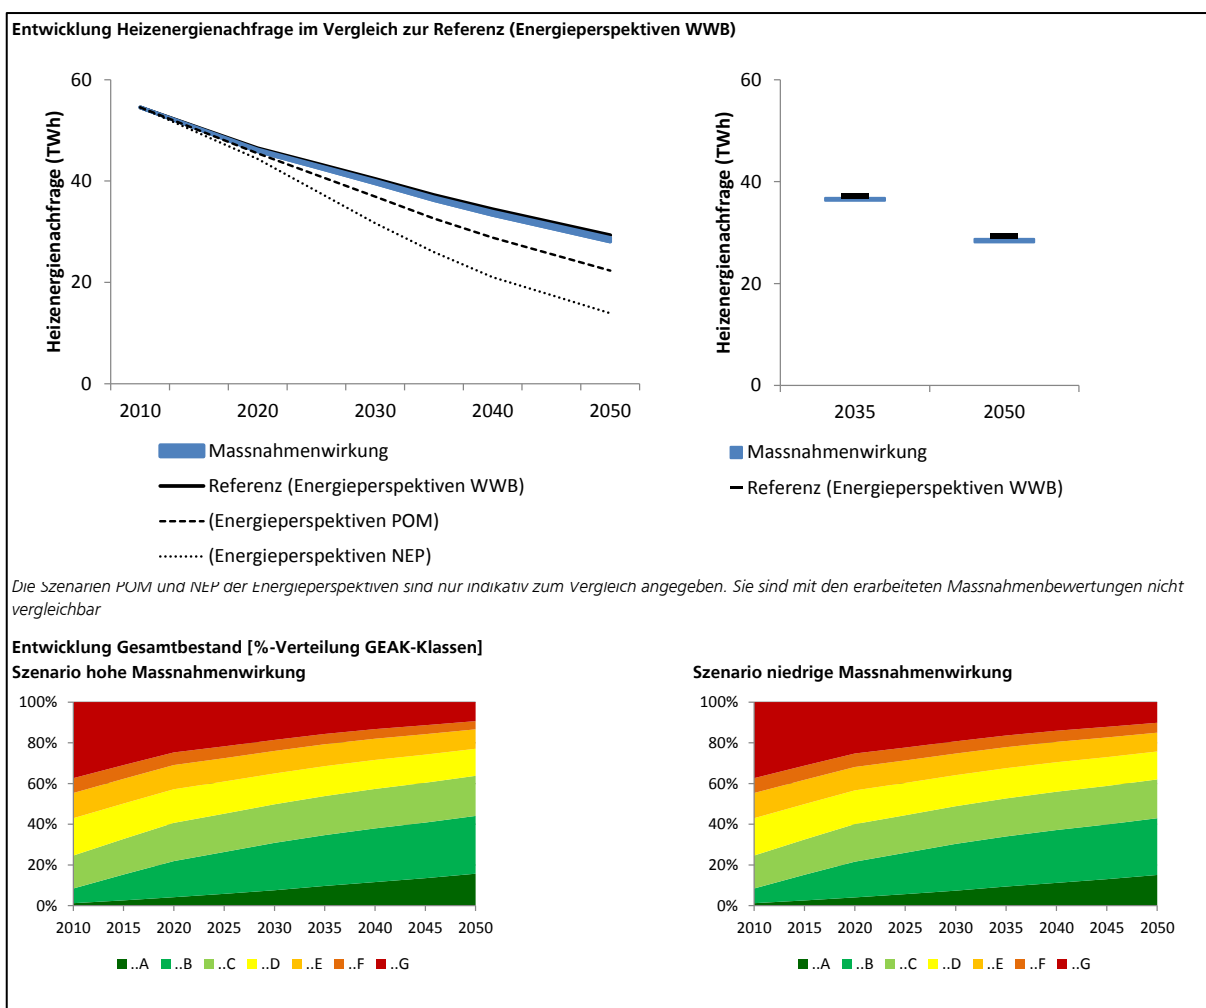 Entwicklung Heizenergienachfrage im Vergleich zur Referenz (Energieperspektiven WWB)
Heizenergienachfrage (TWh)
60
40
20
0
2010 2020 2030 2040 2050
Massnahmenwirkung
Referenz (Energieperspektiven WWB)
(Energieperspektiven POM)
(Energieperspektiven NEP)
Heizenergienachfrage (TWh)
60
40
20
0
2035 2050
Massnahmenwirkung
Referenz (Energieperspektiven WWB)
Die Szenarien POM und NEP der Energieperspektiven sind nur indikativ zum Vergleich angegeben. Sie sind mit den erarbeiteten Massnahmenbewertungen nicht
vergleichbar
Entwicklung Gesamtbestand [%-Verteilung GEAK-Klassen]
Szenario hohe Massnahmenwirkung
100%
80%
60%
40%
20%
0%
2010 2015 2020 2025 2030 2035 2040 2045 2050
..A ..B ..C ..D ..E ..F ..G
Szenario niedrige Massnahmenwirkung
100%
80%
60%
40%
20%
0%
2010 2015 2020 2025 2030 2035 2040 2045 2050
..A ..B ..C ..D ..E ..F ..G